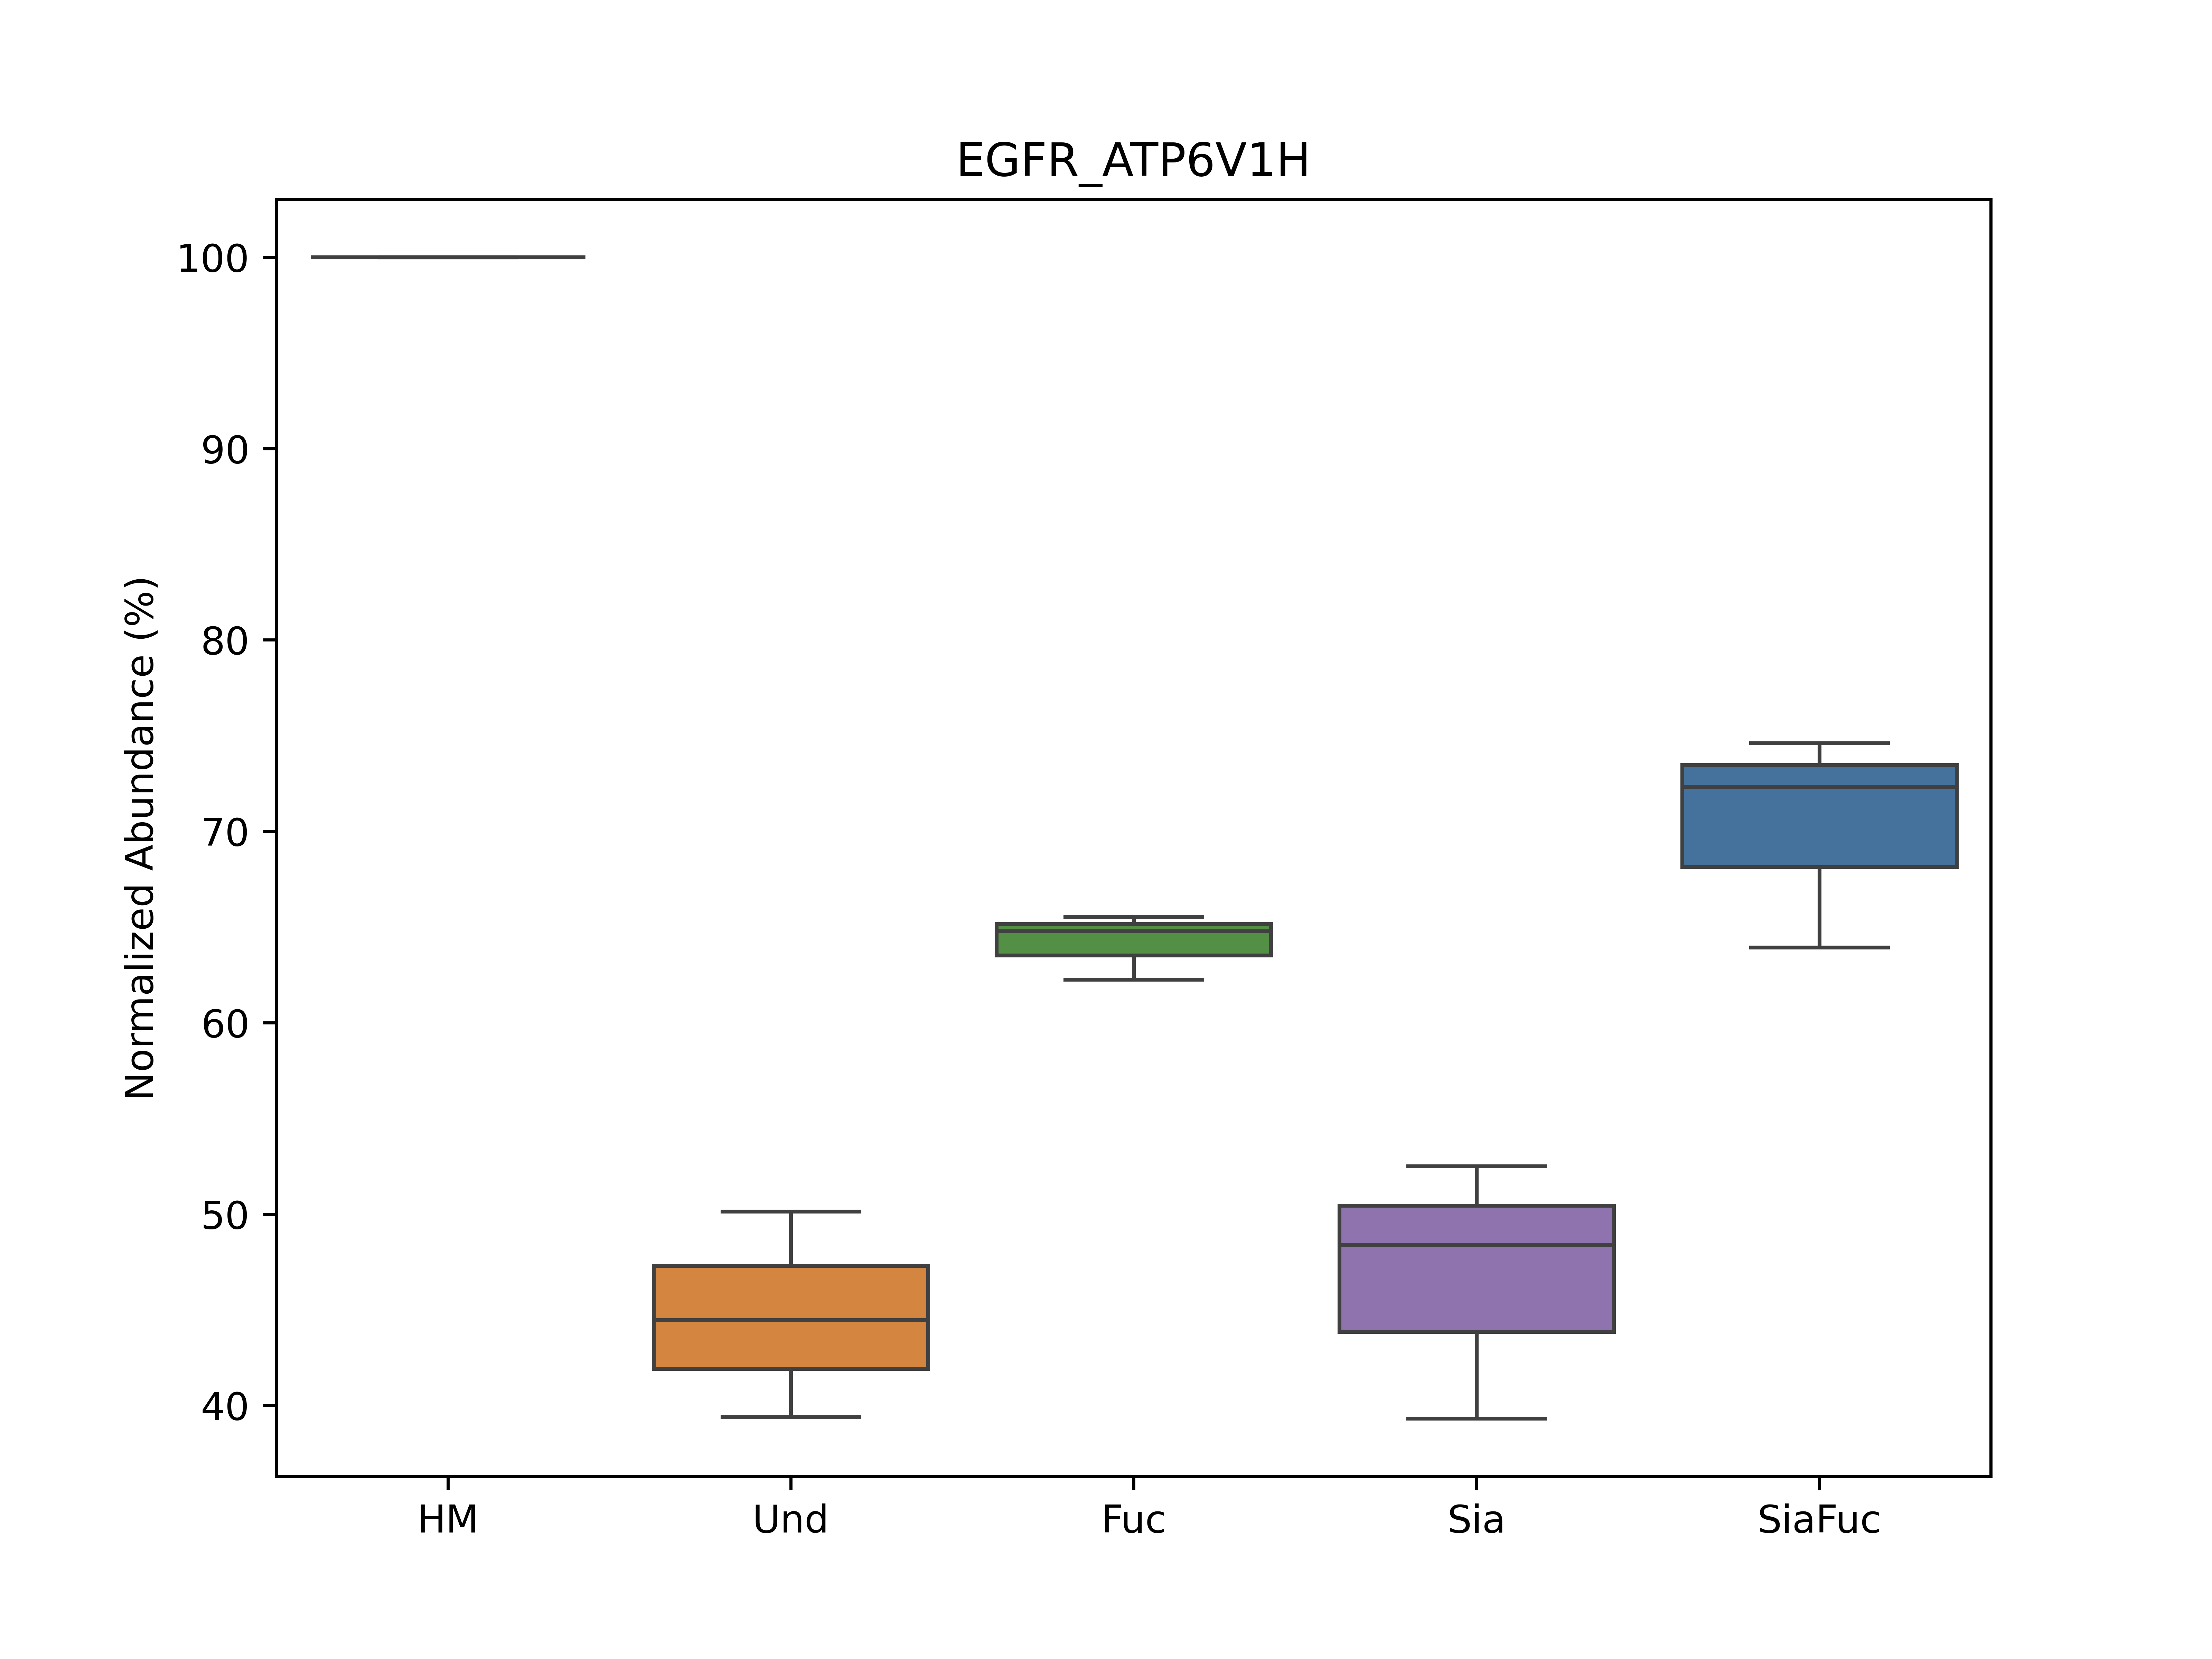 EGFR_ATP6V1H
Normalized Abundance (%)
100
90
80
70
60
50
40
HM
Und
Fuc
Sia
SiaFuc